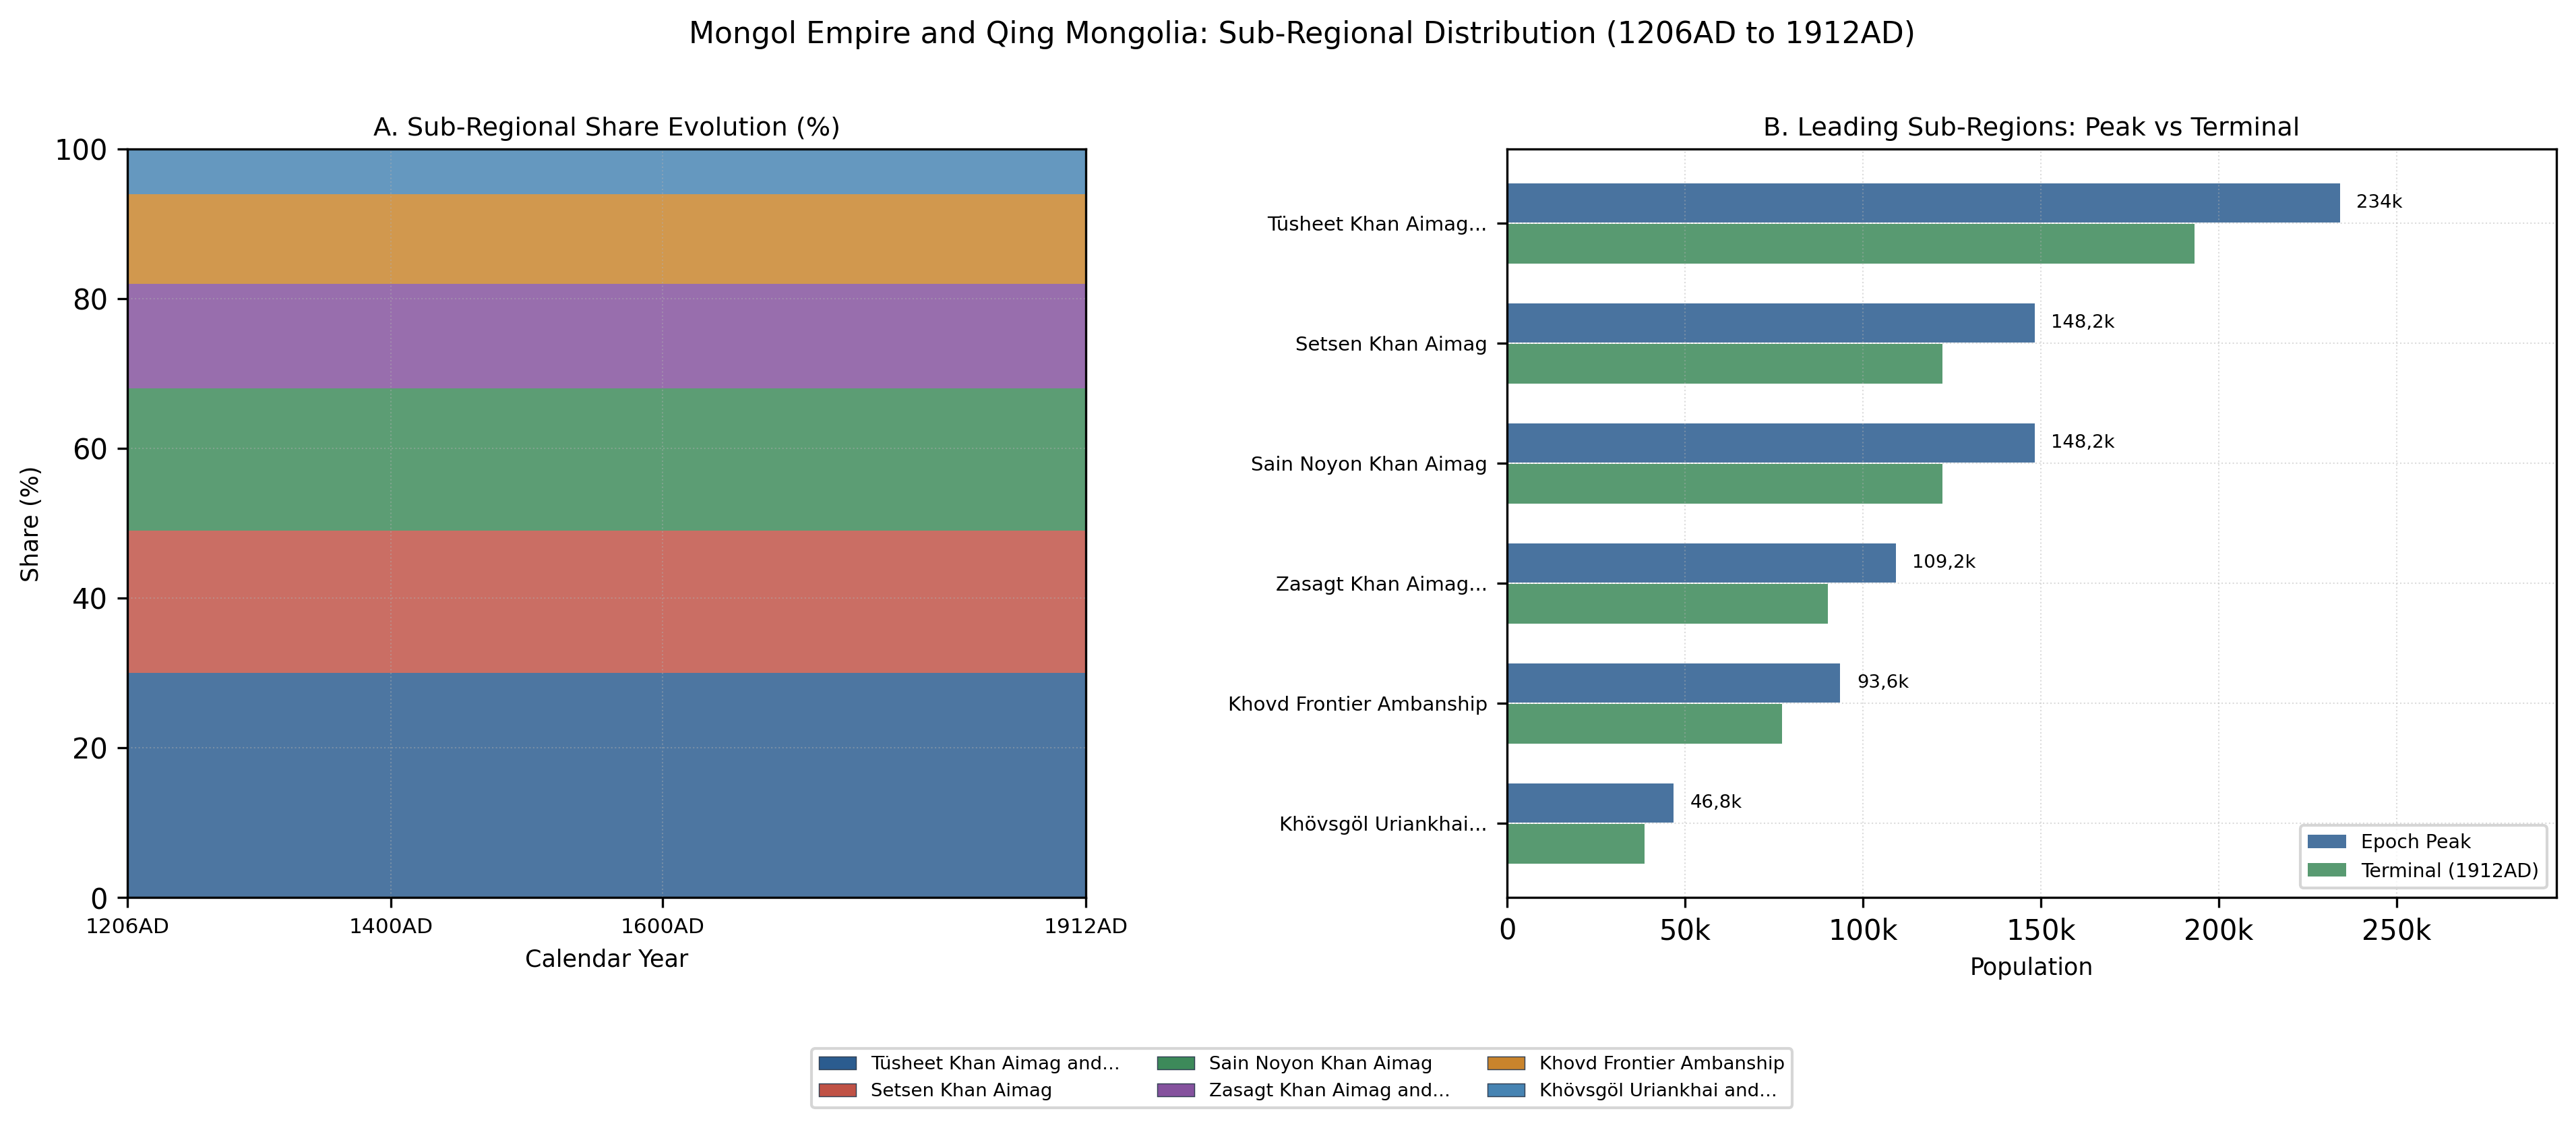 Mongol Empire and Qing Mongolia: Sub-Regional Distribution (1206AD to 1912AD)
A. Sub-Regional Share Evolution (%)
100
80
60
40
20
0
Share (%)
1206AD
1400AD
1600AD
1912AD
Calendar Year
B. Leading Sub-Regions: Peak vs Terminal
Tüsheet Khan Aimag...
234k
Setsen Khan Aimag
148,2k
Sain Noyon Khan Aimag
148,2k
Zasagt Khan Aimag...
109,2k
Khovd Frontier Ambanship
93,6k
Khövsgöl Uriankhai...
46,8k
Epoch Peak
Terminal (1912AD)
0
50k
100k
150k
200k
250k
Population
Tüsheet Khan Aimag and...
Setsen Khan Aimag
Sain Noyon Khan Aimag
Zasagt Khan Aimag and...
Khovd Frontier Ambanship
Khövsgöl Uriankhai and...